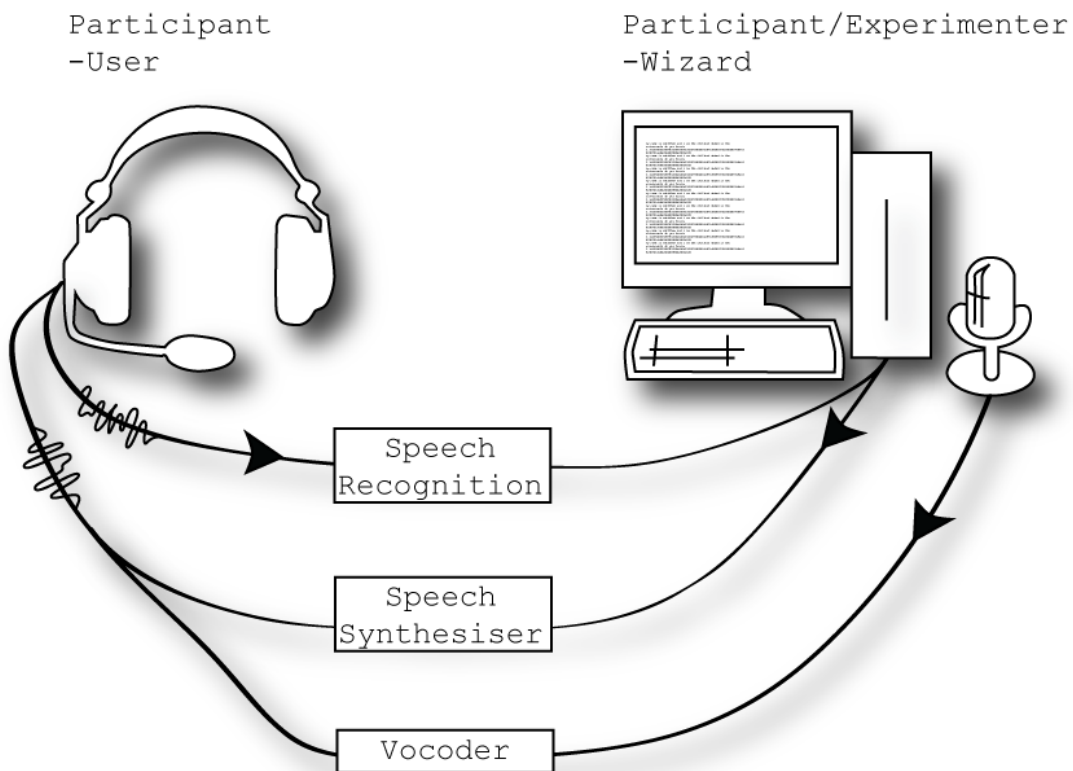 Participant
-User
Participant/Experimenter
-Wizard
Speech
Recognition
Speech
Synthesiser
Vocoder